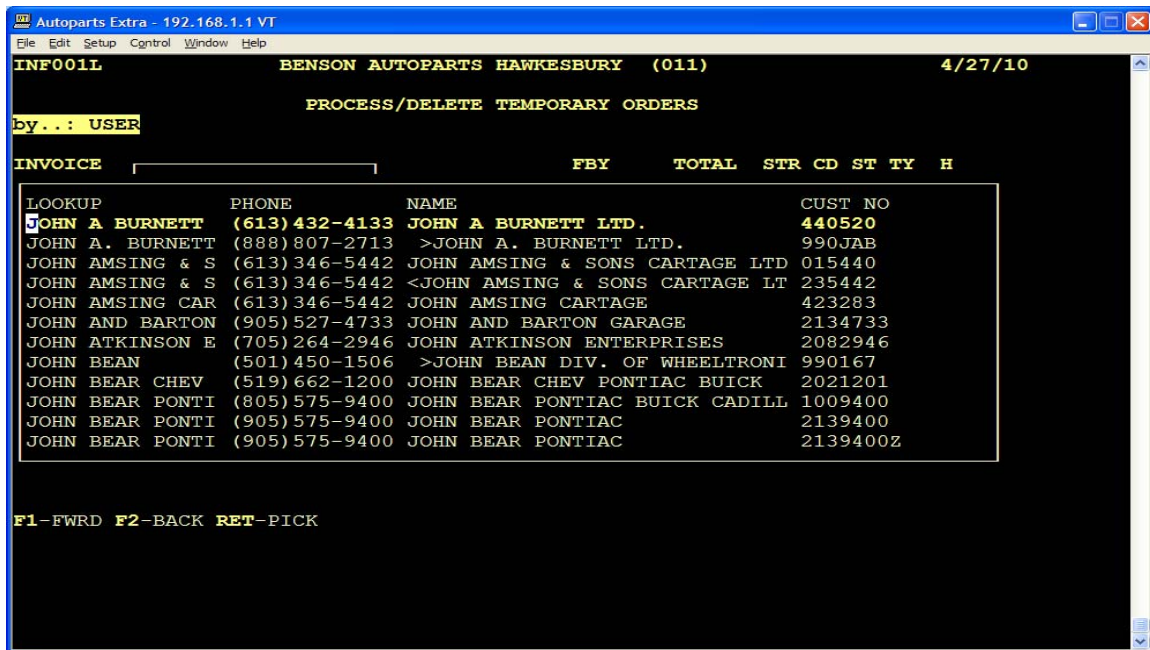 Autoparts Extra - 192.168.1.1 VT
File Edit Setup Control Window Help
INF001L BENSON AUTOPARTS HAWKESBURY (011) 4/27/10
PROCESS/DELETE TEMPORARY ORDERS
by..: USER
INVOICE FBY TOTAL STR CD ST TY H
LOOKUP PHONE NAME CUST NO
JOHN A BURNETT (613)432-4133 JOHN A BURNETT LTD. 440520
JOHN A. BURNETT (888)807-2713 >JOHN A. BURNETT LTD. 990JAB
JOHN AMSING & S (613)346-5442 JOHN AMSING & SONS CARTAGE LTD 015440
JOHN AMSING & S (613)346-5442 <JOHN AMSING & SONS CARTAGE LT 235442
JOHN AMSING CAR (613)346-5442 JOHN AMSING CARTAGE 423283
JOHN AND BARTON (905)527-4733 JOHN AND BARTON GARAGE 2134733
JOHN ATKINSON E (705)264-2946 JOHN ATKINSON ENTERPRISES 2082946
JOHN BEAN (501)450-1506 >JOHN BEAN DIV. OF WHEELTRONI 990167
JOHN BEAR CHEV (519)662-1200 JOHN BEAR CHEV PONTIAC BUICK 2021201
JOHN BEAR PONTI (805)575-9400 JOHN BEAR PONTIAC BUICK CADILL 1009400
JOHN BEAR PONTI (905)575-9400 JOHN BEAR PONTIAC 2139400
JOHN BEAR PONTI (905)575-9400 JOHN BEAR PONTIAC 2139400Z
F1-FWRD F2-BACK RET-PICK